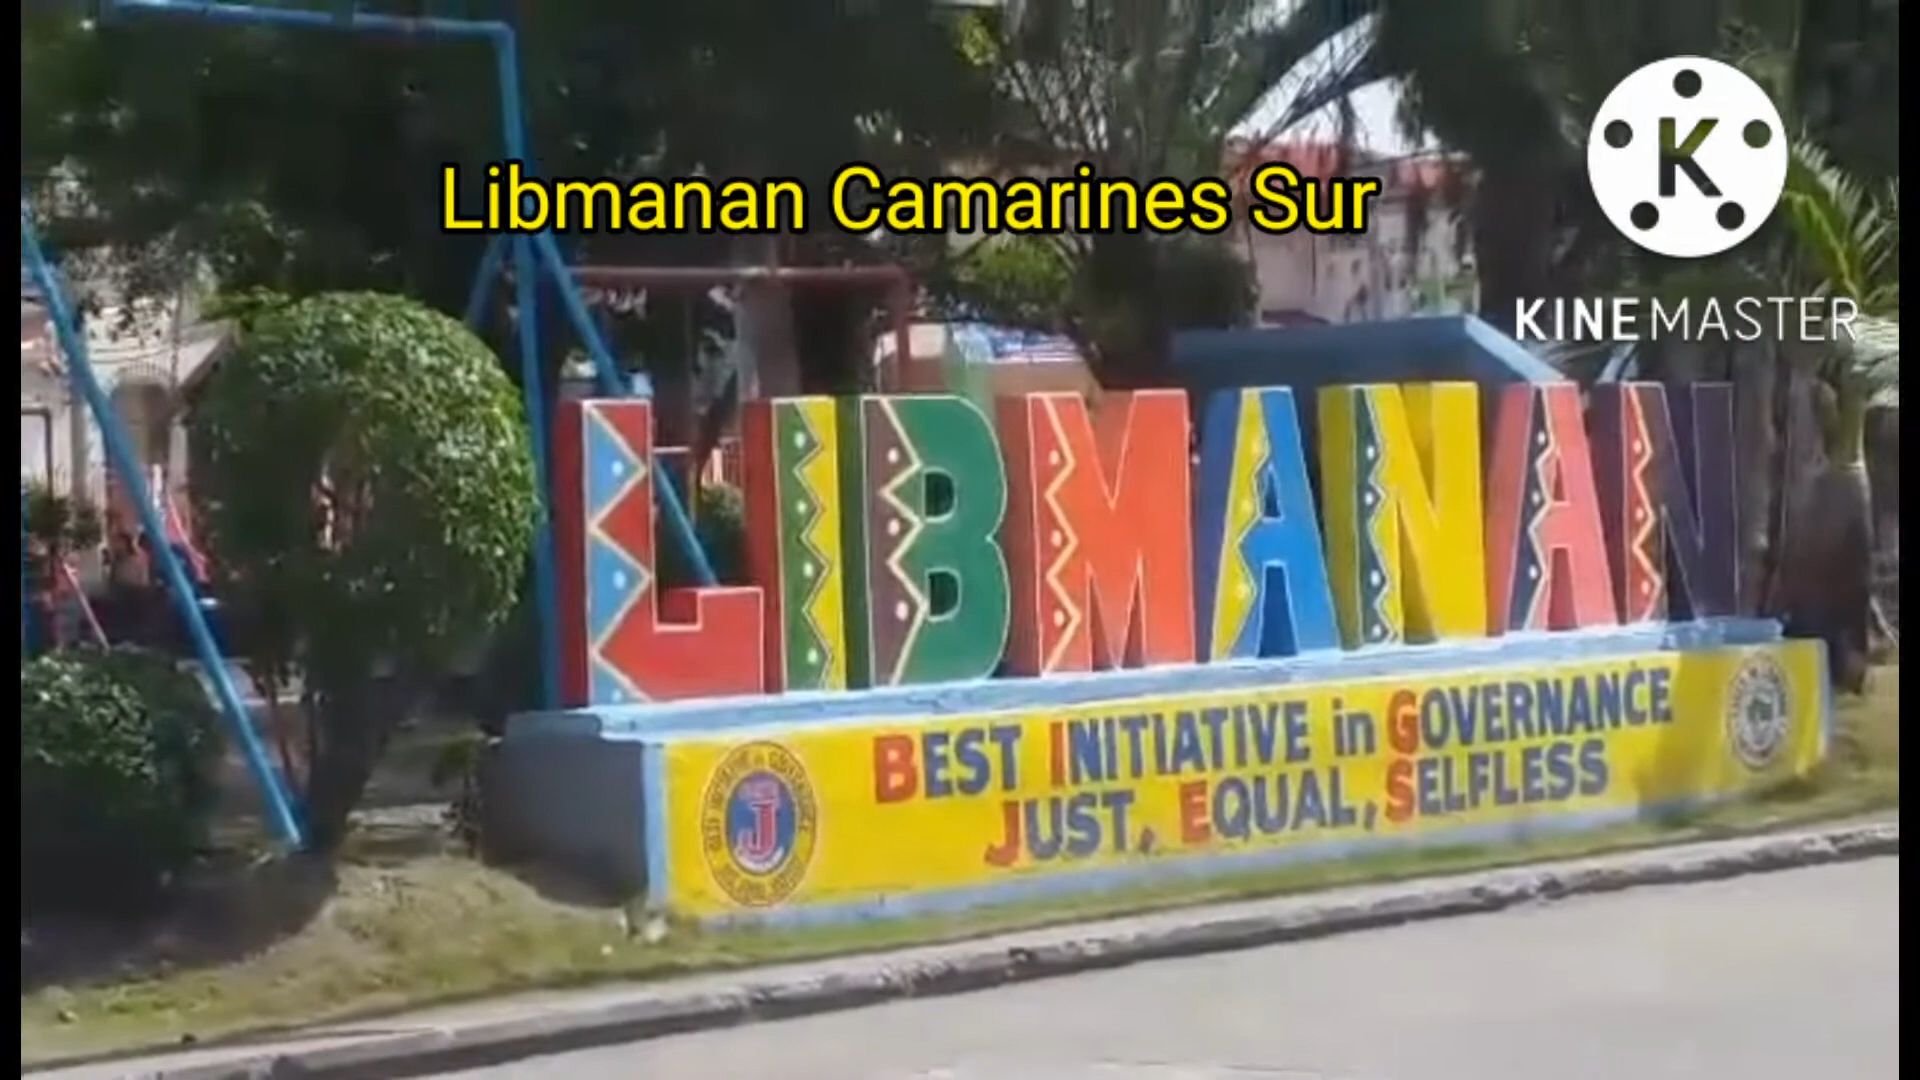 Libmanan Camarines Sur
K
KINEMASTER
LIBMANAN
BEST INITIATIVE in GOVERNANCE
JUST, EQUAL, SELFLESS
J